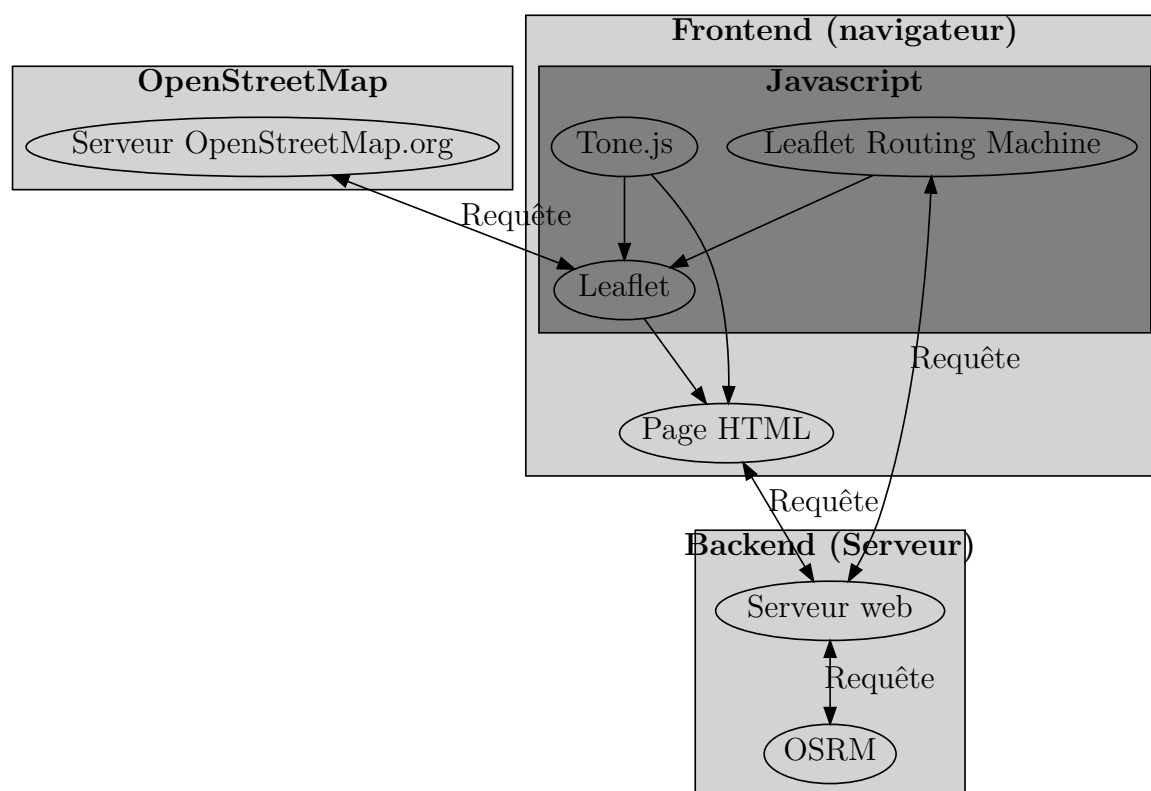 Frontend (navigateur)
OpenStreetMap
Javascript
Serveur OpenStreetMap.org
Tone.js
Leaflet Routing Machine
Requête
Leaflet
Requête
Page HTML
Requête
Backend (Serveur)
Serveur web
Requête
OSRM